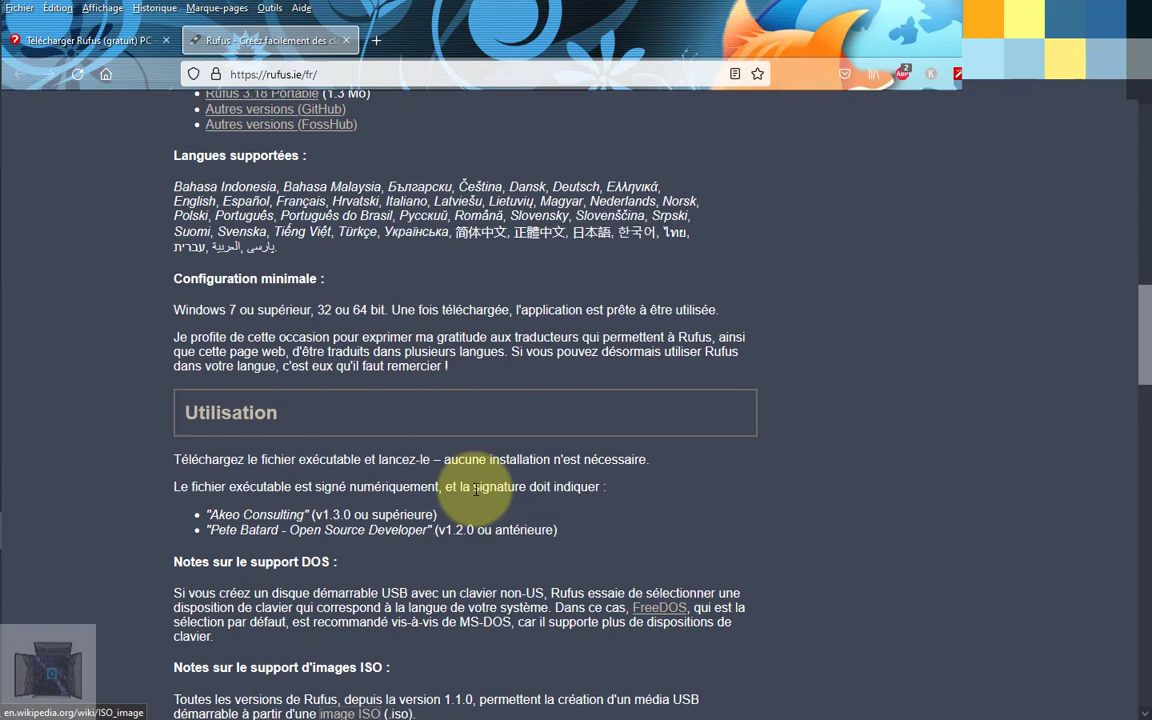 Fichier Édition Affichage Historique Marque-pages Outils Aide
Télécharger Rufus (gratuit) PC - Rufus - Créez facilement des cl
https://rufus.ie/fr/
ABP 2 K
Rufus 3.18 Portable (1.3 Mo)
Autres versions (GitHub)
Autres versions (FossHub)
Langues supportées :
Bahasa Indonesia, Bahasa Malaysia, Български, Čeština, Dansk, Deutsch, Ελληνικά,
English, Español, Français, Hrvatski, Italiano, Latviešu, Lietuvių, Magyar, Nederlands, Norsk,
Polski, Português, Português do Brasil, Русский, Română, Slovensky, Slovenščina, Srpski,
Suomi, Svenska, Tiếng Việt, Türkçe, Українська, 简体中文, 正體中文, 日本語, 한국어, ไทย,
עברית, العربية, پارسی.
Configuration minimale :
Windows 7 ou supérieur, 32 ou 64 bit. Une fois téléchargée, l'application est prête à être utilisée.
Je profite de cette occasion pour exprimer ma gratitude aux traducteurs qui permettent à Rufus, ainsi
que cette page web, d'être traduits dans plusieurs langues. Si vous pouvez désormais utiliser Rufus
dans votre langue, c'est eux qu'il faut remercier !
Utilisation
Téléchargez le fichier exécutable et lancez-le – aucune installation n'est nécessaire.
Le fichier exécutable est signé numériquement, et la signature doit indiquer :
"Akeo Consulting" (v1.3.0 ou supérieure)
"Pete Batard - Open Source Developer" (v1.2.0 ou antérieure)
Notes sur le support DOS :
Si vous créez un disque démarrable USB avec un clavier non-US, Rufus essaie de sélectionner une
disposition de clavier qui correspond à la langue de votre système. Dans ce cas, FreeDOS, qui est la
sélection par défaut, est recommandé vis-à-vis de MS-DOS, car il supporte plus de dispositions de
clavier.
Notes sur le support d'images ISO :
Toutes les versions de Rufus, depuis la version 1.1.0, permettent la création d'un média USB
démarrable à partir d'une image ISO (.iso).
en.wikipedia.org/wiki/ISO_image